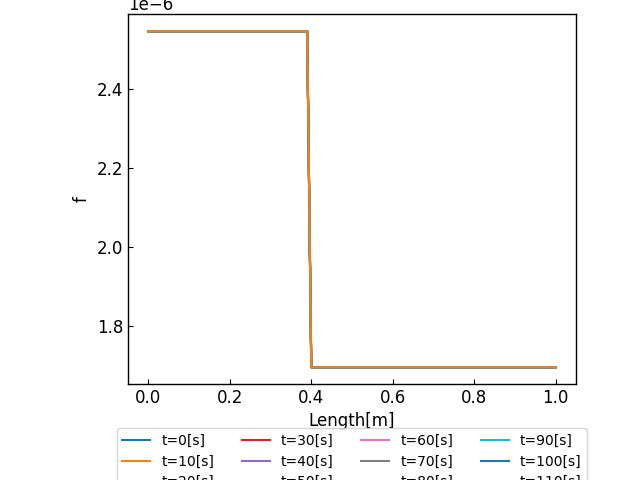 1e−6
2.4
2.2
2.0
1.8
f
0.0 0.2 0.4 0.6 0.8 1.0
Length[m]
t=0[s] t=30[s] t=60[s] t=90[s]
t=10[s] t=40[s] t=70[s] t=100[s]
t=20[s] t=50[s] t=80[s] t=110[s]